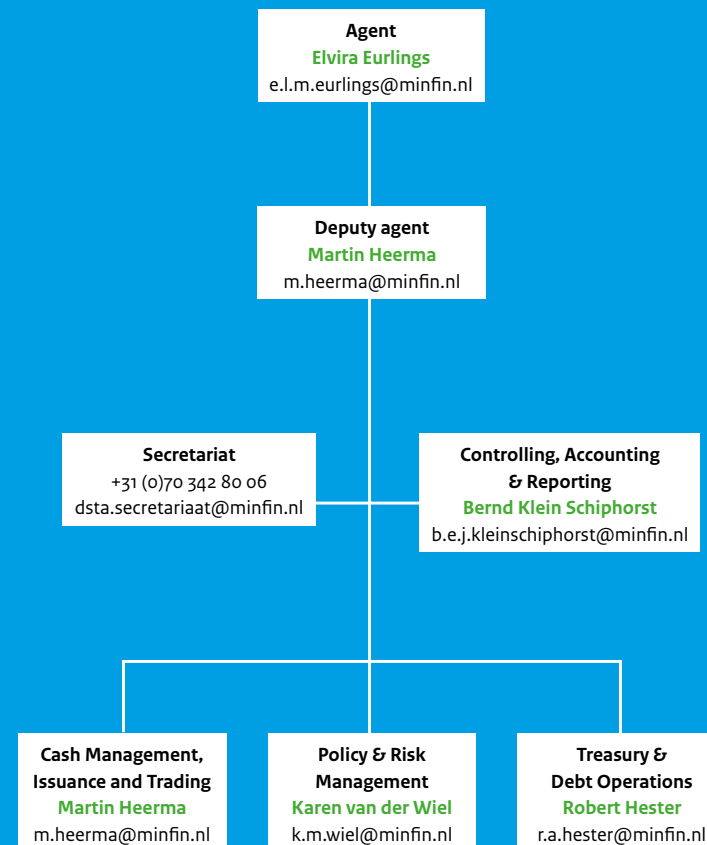 Agent
Elvira Eurlings
e.l.m.eurlings@minfin.nl
Deputy agent
Martin Heerma
m.heerma@minfin.nl
Secretariat
+31 (0)70 342 80 06
dsta.secretariaat@minfin.nl
Controlling, Accounting
& Reporting
Bernd Klein Schiphorst
b.e.j.kleinschiphorst@minfin.nl
Cash Management,
Issuance and Trading
Martin Heerma
m.heerma@minfin.nl
Policy & Risk
Management
Karen van der Wiel
k.m.wiel@minfin.nl
Treasury &
Debt Operations
Robert Hester
r.a.hester@minfin.nl